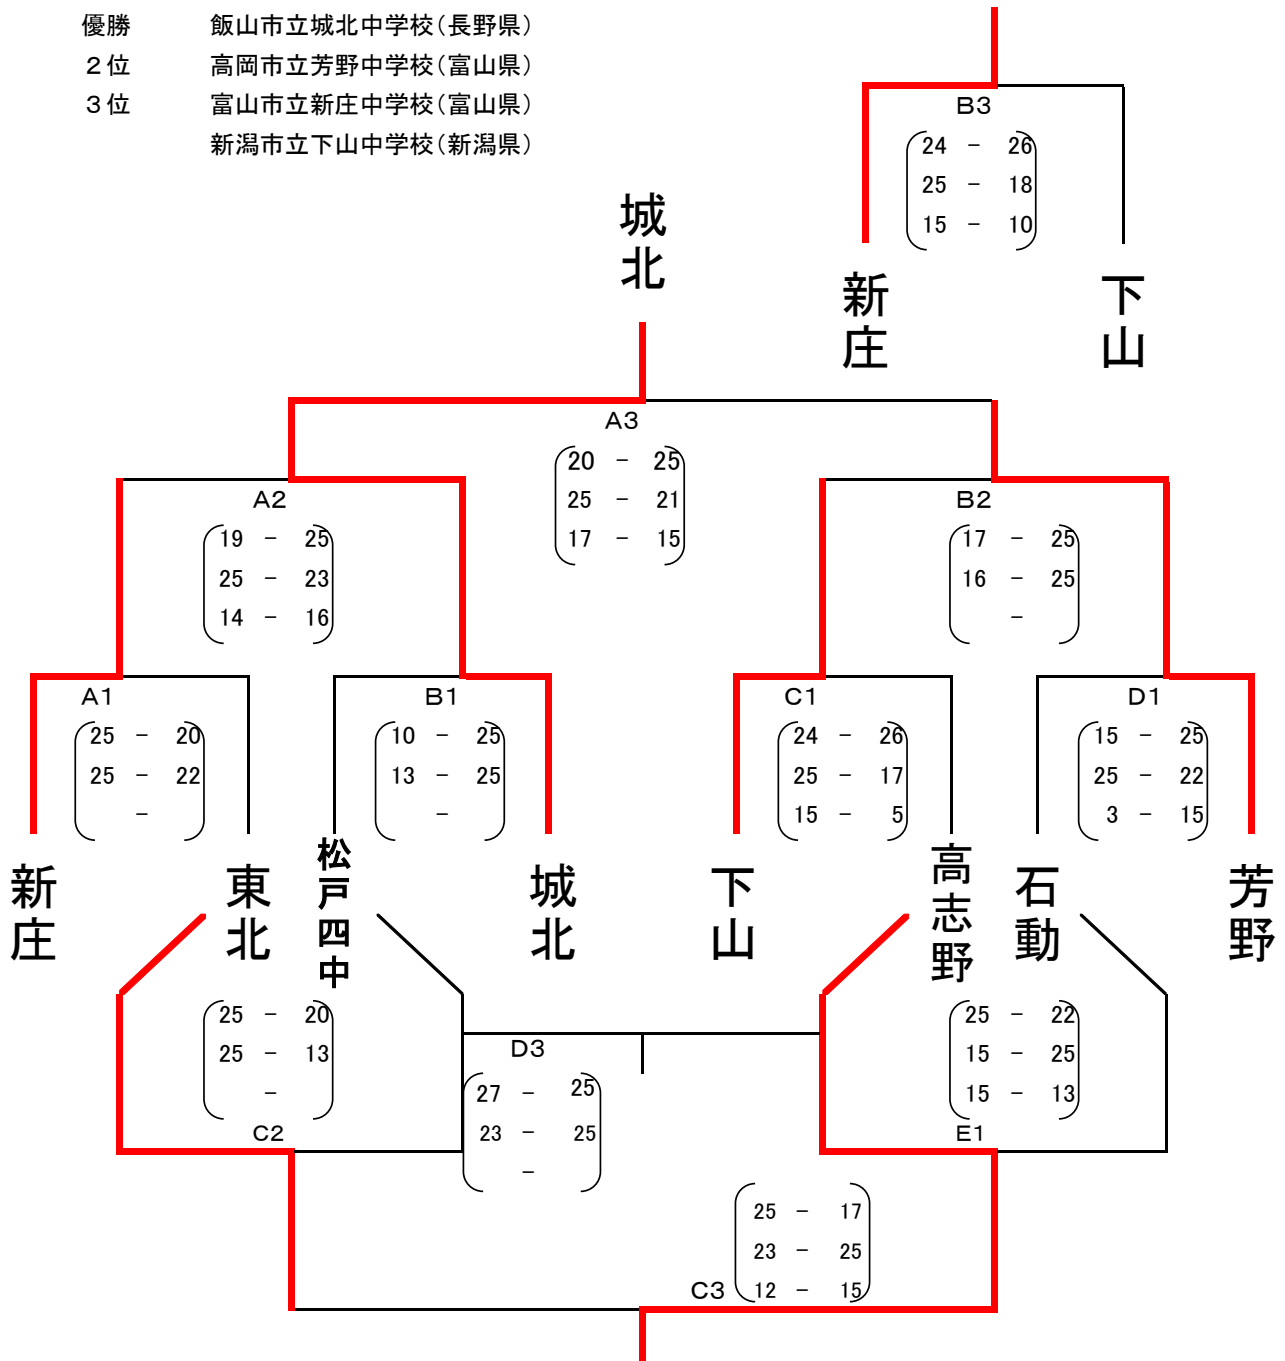 優勝 飯山市立城北中学校（長野県）
２位 高岡市立芳野中学校（富山県）
３位 富山市立新庄中学校（富山県）
新潟市立下山中学校（新潟県）
B3
24 － 26
25 － 18
15 － 10
城北
新庄
下山
A3
20 － 25
25 － 21
17 － 15
A2
19 － 25
25 － 23
14 － 16
B2
17 － 25
16 － 25
－
A1
25 － 20
25 － 22
－
B1
10 － 25
13 － 25
－
C1
24 － 26
25 － 17
15 － 5
D1
15 － 25
25 － 22
3 － 15
新庄
東北
松戸四中
城北
下山
高志野
石動
芳野
25 － 20
25 － 13
－
C2
D3
27 － 25
23 － 25
－
25 － 22
15 － 25
15 － 13
E1
25 － 17
23 － 25
C3 12 － 15